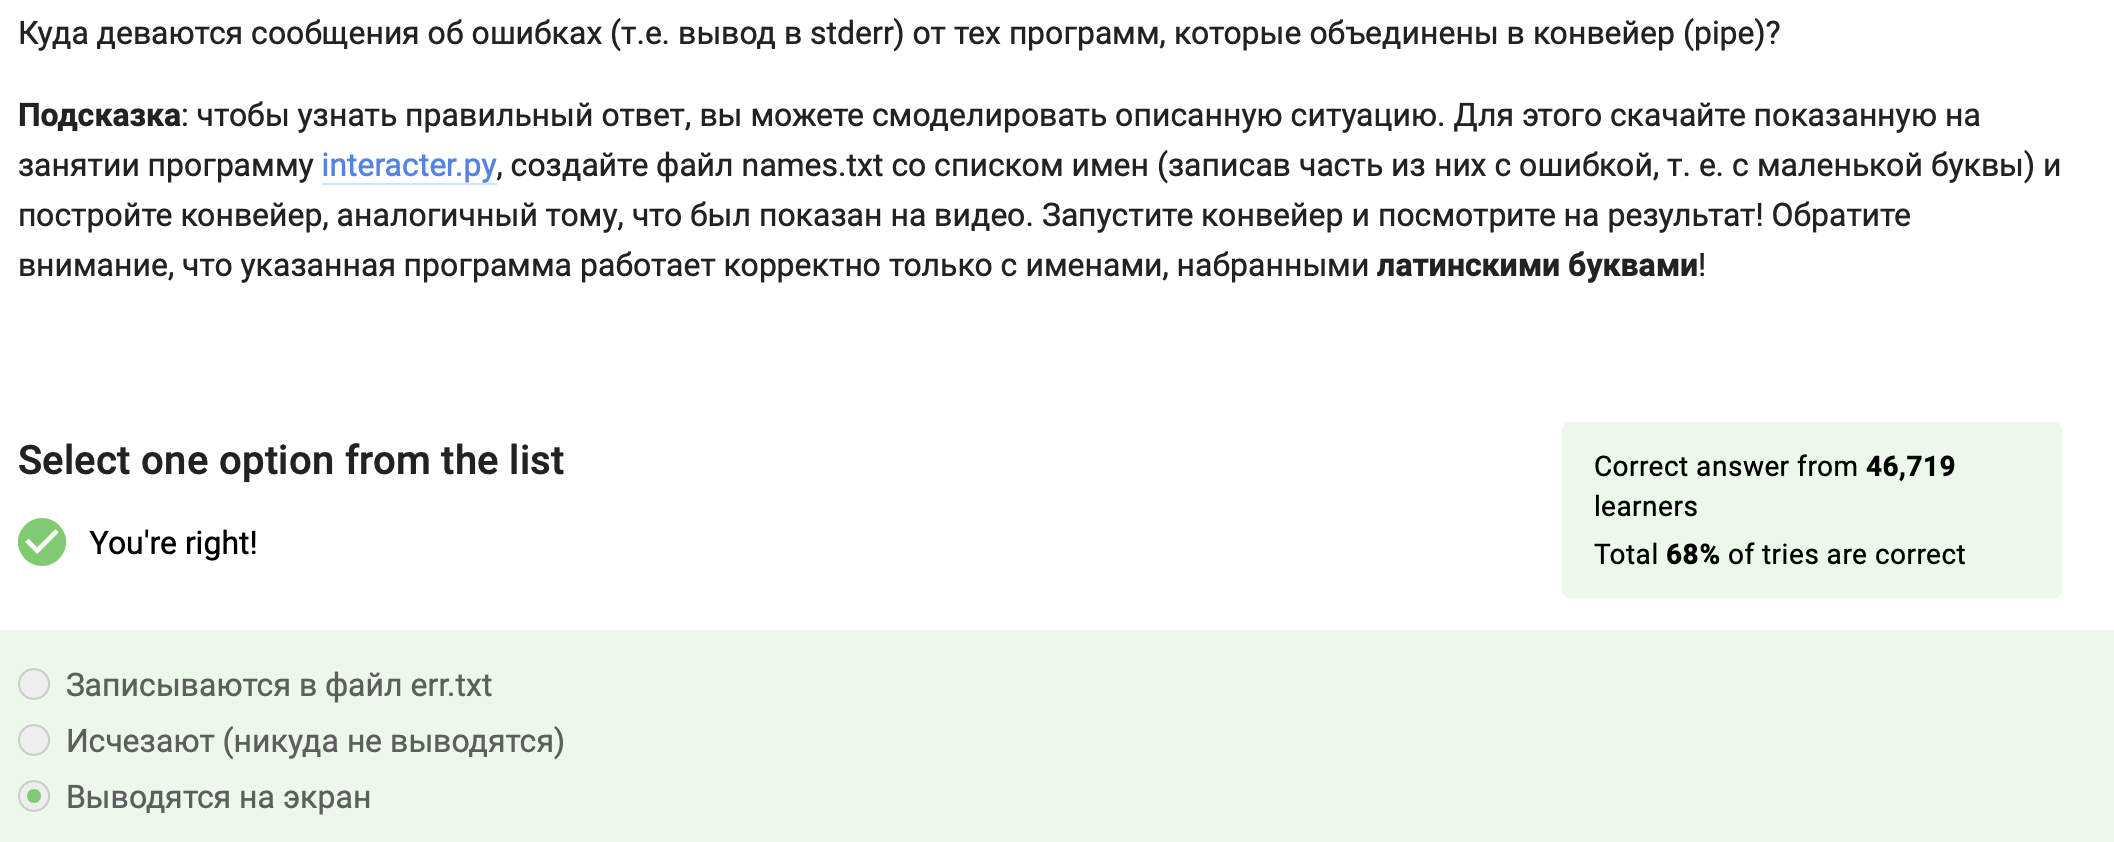 Куда деваются сообщения об ошибках (т.е. вывод в stderr) от тех программ, которые объединены в конвейер (pipe)?
Подсказка: чтобы узнать правильный ответ, вы можете смоделировать описанную ситуацию. Для этого скачайте показанную на
занятии программу interacter.py, создайте файл names.txt со списком имен (записав часть из них с ошибкой, т. е. с маленькой буквы) и
постройте конвейер, аналогичный тому, что был показан на видео. Запустите конвейер и посмотрите на результат! Обратите
внимание, что указанная программа работает корректно только с именами, набранными латинскими буквами!
Select one option from the list
You're right!
Correct answer from 46,719
learners
Total 68% of tries are correct
Записываются в файл err.txt
Исчезают (никуда не выводятся)
Выводятся на экран